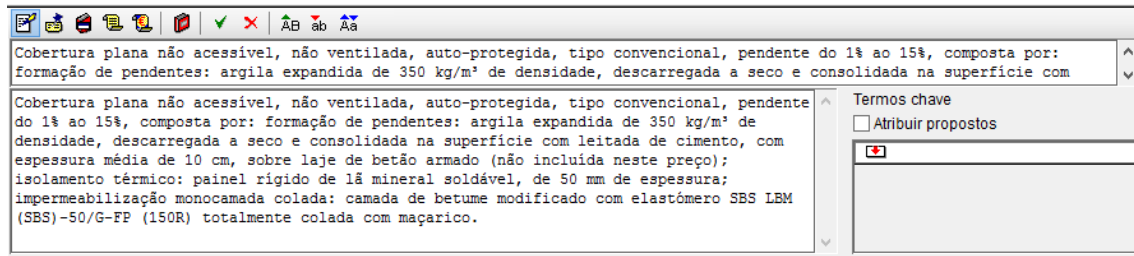 ÂB ãb Ãã
Cobertura plana não acessível, não ventilada, auto-protegida, tipo convencional, pendente do 1% ao 15%, composta por:
formação de pendentes: argila expandida de 350 kg/m³ de densidade, descarregada a seco e consolidada na superfície com
Cobertura plana não acessível, não ventilada, auto-protegida, tipo convencional, pendente
do 1% ao 15%, composta por: formação de pendentes: argila expandida de 350 kg/m³ de
densidade, descarregada a seco e consolidada na superfície com leitada de cimento, com
espessura média de 10 cm, sobre laje de betão armado (não incluída neste preço);
isolamento térmico: painel rígido de lã mineral soldável, de 50 mm de espessura;
impermeabilização monocamada colada: camada de betume modificado com elastómero SBS LBM
(SBS)-50/G-FP (150R) totalmente colada com maçarico.
Termos chave
Atribuir propostos